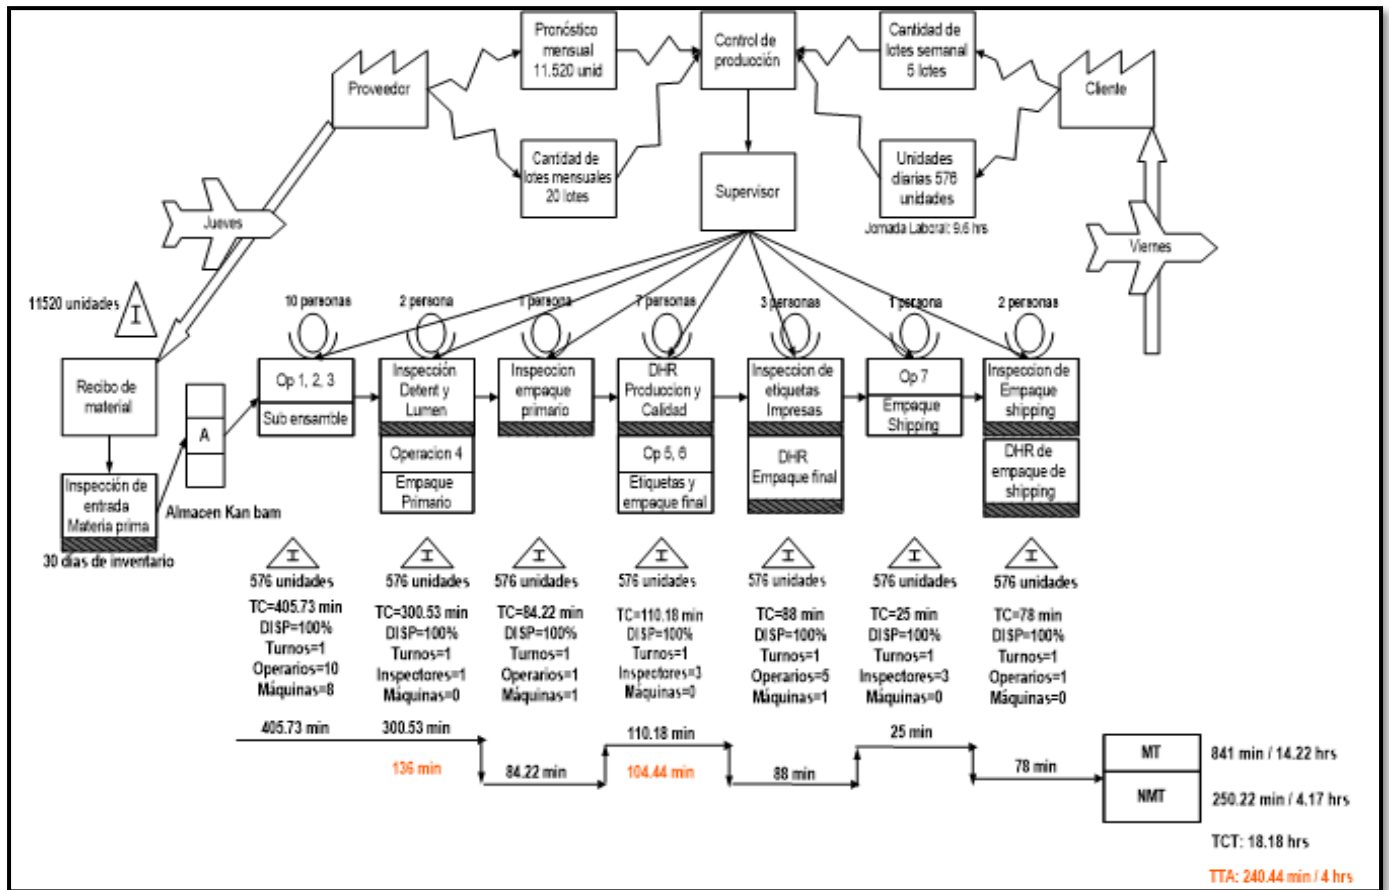 Proveedor
Pronóstico
mensual
11.520 unid
Control de
producción
Cantidad de
lotes semanal
5 lotes
Cliente
Cantidad de
lotes mensuales
20 lotes
Supervisor
Unidades
diarias 576
unidades
Jornada Laboral: 9.6 hrs
Jueves
Viernes
11520 unidades
I
10 personas
2 persona
1 persona
7 personas
3 personas
1 persona
2 personas
Recibo de
material
A
Almacen Kan bam
Inspección de
entrada
Materia prima
30 días de inventario
Op 1, 2, 3
Sub ensamble
Inspección
Detent y
Lumen
Operacion 4
Empaque
Primario
Inspeccion
empaque
primario
DHR
Produccion y
Calidad
Op 5, 6
Etiquetas y
empaque final
Inspeccion de
etiquetas
Impresas
DHR
Empaque final
Op 7
Empaque
Shipping
Inspeccion de
Empaque
shipping
DHR de
empaque de
shipping
I
576 unidades
TC=405.73 min
DISP=100%
Turnos=1
Operarios=10
Máquinas=8
I
576 unidades
TC=300.53 min
DISP=100%
Turnos=1
Inspectores=1
Máquinas=0
I
576 unidades
TC=84.22 min
DISP=100%
Turnos=1
Operarios=1
Máquinas=1
I
576 unidades
TC=110.18 min
DISP=100%
Turnos=1
Inspectores=3
Máquinas=0
I
576 unidades
TC=88 min
DISP=100%
Turnos=1
Operarios=5
Máquinas=1
I
576 unidades
TC=25 min
DISP=100%
Turnos=1
Inspectores=3
Máquinas=0
I
576 unidades
TC=78 min
DISP=100%
Turnos=1
Operarios=1
Máquinas=0
405.73 min
300.53 min
136 min
84.22 min
110.18 min
104.44 min
88 min
25 min
78 min
MT
841 min / 14.22 hrs
NMT
250.22 min / 4.17 hrs
TCT: 18.18 hrs
TTA: 240.44 min / 4 hrs